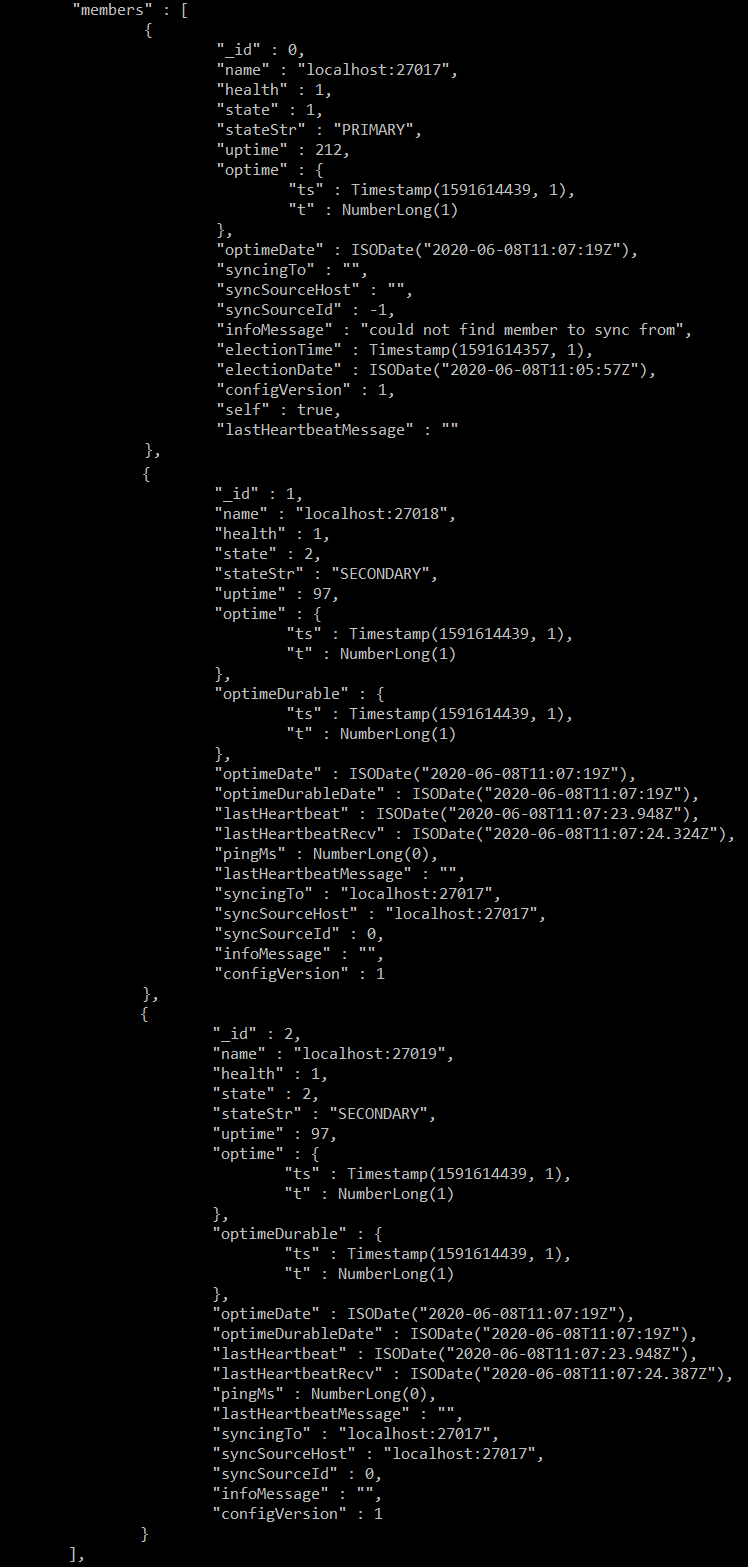 "members" : [
{
"_id" : 0,
"name" : "localhost:27017",
"health" : 1,
"state" : 1,
"stateStr" : "PRIMARY",
"uptime" : 212,
"optime" : {
"ts" : Timestamp(1591614439, 1),
"t" : NumberLong(1)
},
"optimeDate" : ISODate("2020-06-08T11:07:19Z"),
"syncingTo" : "",
"syncSourceHost" : "",
"syncSourceId" : -1,
"infoMessage" : "could not find member to sync from",
"electionTime" : Timestamp(1591614357, 1),
"electionDate" : ISODate("2020-06-08T11:05:57Z"),
"configVersion" : 1,
"self" : true,
"lastHeartbeatMessage" : ""
},
{
"_id" : 1,
"name" : "localhost:27018",
"health" : 1,
"state" : 2,
"stateStr" : "SECONDARY",
"uptime" : 97,
"optime" : {
"ts" : Timestamp(1591614439, 1),
"t" : NumberLong(1)
},
"optimeDurable" : {
"ts" : Timestamp(1591614439, 1),
"t" : NumberLong(1)
},
"optimeDate" : ISODate("2020-06-08T11:07:19Z"),
"optimeDurableDate" : ISODate("2020-06-08T11:07:19Z"),
"lastHeartbeat" : ISODate("2020-06-08T11:07:23.948Z"),
"lastHeartbeatRecv" : ISODate("2020-06-08T11:07:24.324Z"),
"pingMs" : NumberLong(0),
"lastHeartbeatMessage" : "",
"syncingTo" : "localhost:27017",
"syncSourceHost" : "localhost:27017",
"syncSourceId" : 0,
"infoMessage" : "",
"configVersion" : 1
},
{
"_id" : 2,
"name" : "localhost:27019",
"health" : 1,
"state" : 2,
"stateStr" : "SECONDARY",
"uptime" : 97,
"optime" : {
"ts" : Timestamp(1591614439, 1),
"t" : NumberLong(1)
},
"optimeDurable" : {
"ts" : Timestamp(1591614439, 1),
"t" : NumberLong(1)
},
"optimeDate" : ISODate("2020-06-08T11:07:19Z"),
"optimeDurableDate" : ISODate("2020-06-08T11:07:19Z"),
"lastHeartbeat" : ISODate("2020-06-08T11:07:23.948Z"),
"lastHeartbeatRecv" : ISODate("2020-06-08T11:07:24.387Z"),
"pingMs" : NumberLong(0),
"lastHeartbeatMessage" : "",
"syncingTo" : "localhost:27017",
"syncSourceHost" : "localhost:27017",
"syncSourceId" : 0,
"infoMessage" : "",
"configVersion" : 1
}
],